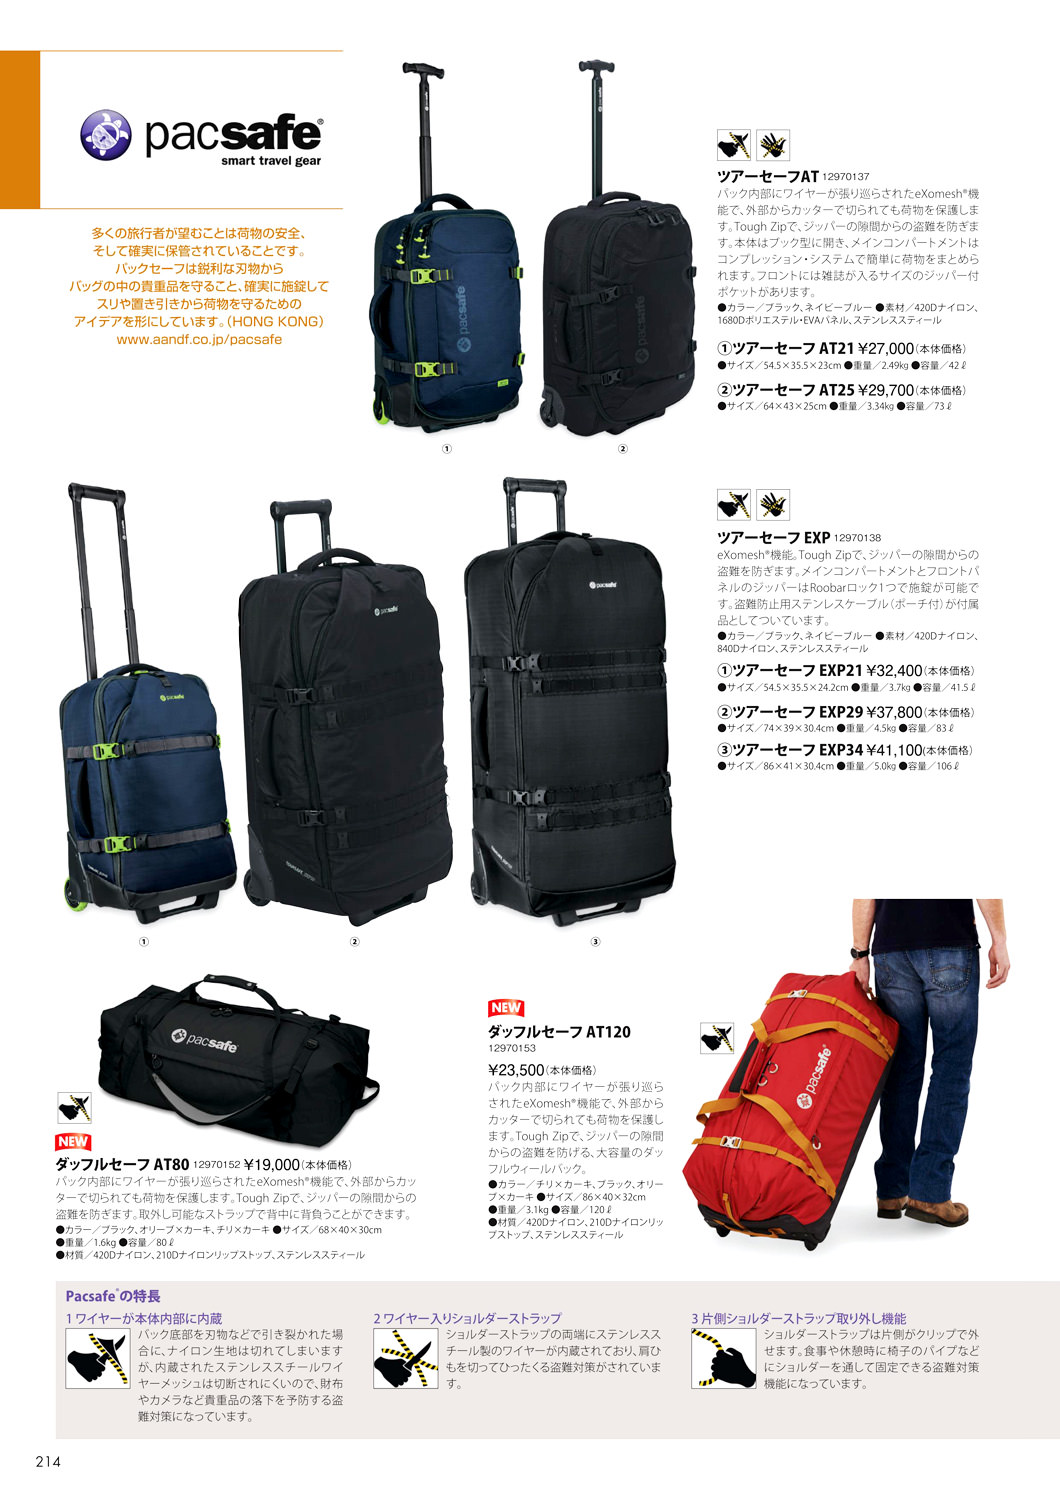 pacsafe®
smart travel gear
多くの旅行者が望むことは荷物の安全、
そして確実に保管されていることです。
パックセーフは鋭利な刃物から
バッグの中の貴重品を守ること、確実に施錠して
スリや置き引きから荷物を守るための
アイデアを形にしています。（HONG KONG）
www.aandf.co.jp/pacsafe
pacsafe
pacsafe
①
②
ツアーセーフAT 12970137
バック内部にワイヤーが張り巡らされたeXomesh®機
能で、外部からカッターで切られても荷物を保護しま
す。Tough Zipで、ジッパーの隙間からの盗難を防ぎま
す。本体はブック型に開き、メインコンパートメントは
コンプレッション・システムで簡単に荷物をまとめら
れます。フロントには雑誌が入るサイズのジッパー付
ポケットがあります。
●カラー／ブラック、ネイビーブルー ●素材／420Dナイロン、
1680Dポリエステル・EVAパネル、ステンレススティール
①ツアーセーフ AT21 ¥27,000（本体価格）
●サイズ／54.5×35.5×23cm ●重量／2.49kg ●容量／42ℓ
②ツアーセーフ AT25 ¥29,700（本体価格）
●サイズ／64×43×25cm ●重量／3.34kg ●容量／73ℓ
pacsafe
pacsafe
pacsafe
①
②
③
ツアーセーフ EXP 12970138
eXomesh®機能。Tough Zipで、ジッパーの隙間からの
盗難を防ぎます。メインコンパートメントとフロントパ
ネルのジッパーはRoobarロック1つで施錠が可能で
す。盗難防止用ステンレスケーブル（ポーチ付）が付属
品としてついています。
●カラー／ブラック、ネイビーブルー ●素材／420Dナイロン、
840Dナイロン、ステンレススティール
①ツアーセーフ EXP21 ¥32,400（本体価格）
●サイズ／54.5×35.5×24.2cm ●重量／3.7kg ●容量／41.5ℓ
②ツアーセーフ EXP29 ¥37,800（本体価格）
●サイズ／74×39×30.4cm ●重量／4.5kg ●容量／83ℓ
③ツアーセーフ EXP34 ¥41,100（本体価格）
●サイズ／86×41×30.4cm ●重量／5.0kg ●容量／106ℓ
pacsafe
NEW
ダッフルセーフ AT80 12970152 ¥19,000（本体価格）
バック内部にワイヤーが張り巡らされたeXomesh®機能で、外部からカッ
ターで切られても荷物を保護します。Tough Zipで、ジッパーの隙間からの
盗難を防ぎます。取外し可能なストラップで背中に背負うことができます。
●カラー／ブラック、オリーブ×カーキ、チリ×カーキ ●サイズ／68×40×30cm
●重量／1.6kg ●容量／80ℓ
●材質／420Dナイロン、210Dナイロンリップストップ、ステンレススティール
NEW
ダッフルセーフ AT120
12970153
¥23,500（本体価格）
バック内部にワイヤーが張り巡ら
されたeXomesh®機能で、外部から
カッターで切られても荷物を保護し
ます。Tough Zipで、ジッパーの隙間
からの盗難を防げる、大容量のダッ
フルウィールバック。
●カラー／チリ×カーキ、ブラック、オリー
ブ×カーキ ●サイズ／86×40×32cm
●重量／3.1kg ●容量／120ℓ
●材質／420Dナイロン、210Dナイロンリッ
プストップ、ステンレススティール
pacsafe
Pacsafe®の特長
1 ワイヤーが本体内部に内蔵
バック底部を刃物などで引き裂かれた場
合に、ナイロン生地は切れてしまいます
が、内蔵されたステンレススチールワイ
ヤーメッシュは切断されにくいので、財布
やカメラなど貴重品の落下を予防する盗
難対策になっています。
2 ワイヤー入りショルダーストラップ
ショルダーストラップの両端にステンレスス
チール製のワイヤーが内蔵されており、肩ひ
もを切ってひったくる盗難対策がされていま
す。
3 片側ショルダーストラップ取り外し機能
ショルダーストラップは片側がクリップで外
せます。食事や休憩時に椅子のパイプなど
にショルダーを通して固定できる盗難対策
機能になっています。
214